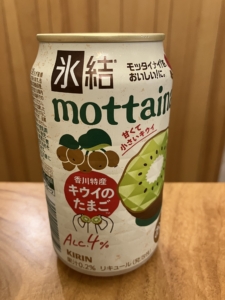 氷結
モッタイナイ!を
おいしい!に。
mottain
甘くて
小さいキウイ
香川特産
キウイの
たまご
ALC.4%
KIRIN
果汁0.2% リキュール(発泡性)